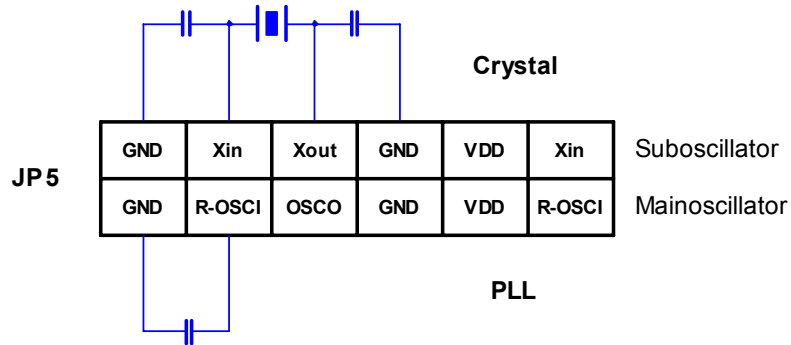 Crystal
GND Xin Xout GND VDD Xin Suboscillator
JP5
GND R-OSCI OSCO GND VDD R-OSCI Mainoscillator
PLL